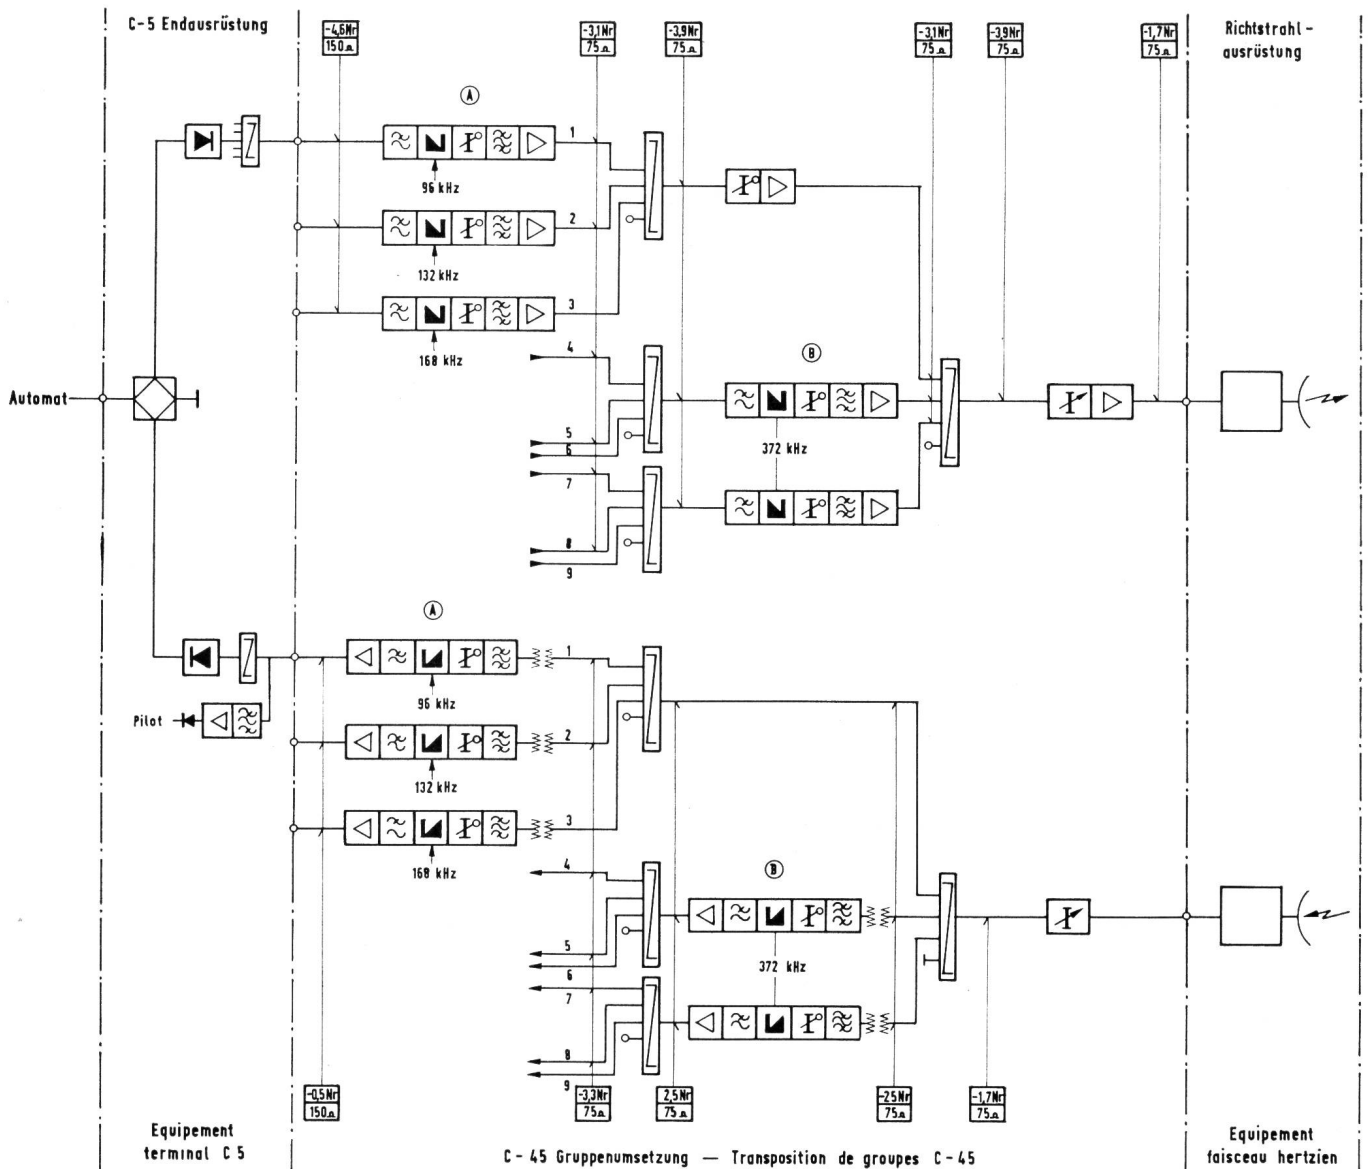 C-5 Endausrüstung
Richtstrahl-
ausrüstung
-4,6Nr
150Ω
-3,1Nr
75Ω
-3,9Nr
75Ω
-3,1Nr
75Ω
-3,9Nr
75Ω
-1,7Nr
75Ω
A
1
96 kHz
2
132 kHz
3
168 kHz
4
B
Automat
5
6
372 kHz
7
8
9
A
1
96 kHz
Pilot
2
132 kHz
3
168 kHz
4
B
5
6
372 kHz
7
8
9
-0,5Nr
150Ω
-3,3Nr
75Ω
2,5Nr
75Ω
-25Nr
75Ω
-1,7Nr
75Ω
Equipement
terminal C 5
C-45 Gruppenumsetzung — Transposition de groupes C-45
Equipement
faisceau hertzien